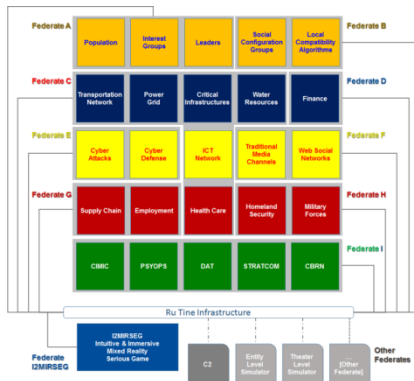 Federate A
Federate B
Population
Interest
Groups
Leaders
Social
Configuration
Groups
Local
Compatibility
Algorithms
Federate C
Federate D
Transportation
Network
Power
Grid
Critical
Infrastructures
Water
Resources
Finance
Federate E
Federate F
Cyber
Attacks
Cyber
Defense
ICT
Network
Traditional
Media
Channels
Web Social
Networks
Federate G
Federate H
Supply Chain
Employment
Health Care
Homeland
Security
Military
Forces
Federate I
CIMIC
PSYOPS
DAT
STRATCOM
CBRN
Ru Tine Infrastructure
Federate
I2MIRSEG
I2MIRSEG
Intuitive & Immersive
Mixed Reality
Serious Game
C2
Entity
Level
Simulator
Theater
Level
Simulator
...
[Other
Federate]
Other
Federates